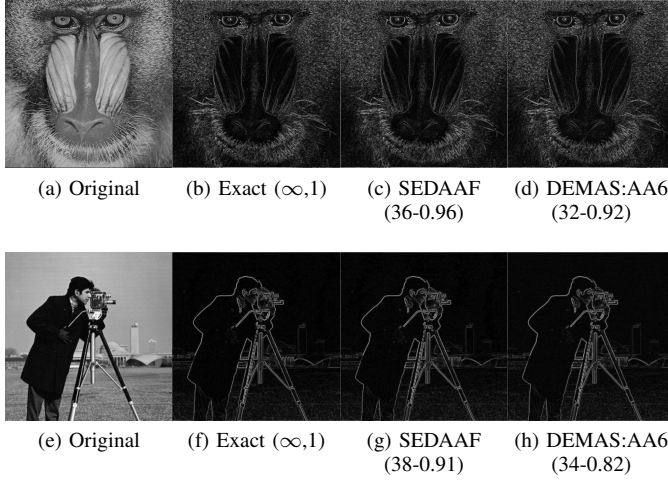 (a) Original (b) Exact (∞,1) (c) SEDAAF (d) DEMAS:AA6
(36-0.96) (32-0.92)
(e) Original (f) Exact (∞,1) (g) SEDAAF (h) DEMAS:AA6
(38-0.91) (34-0.82)